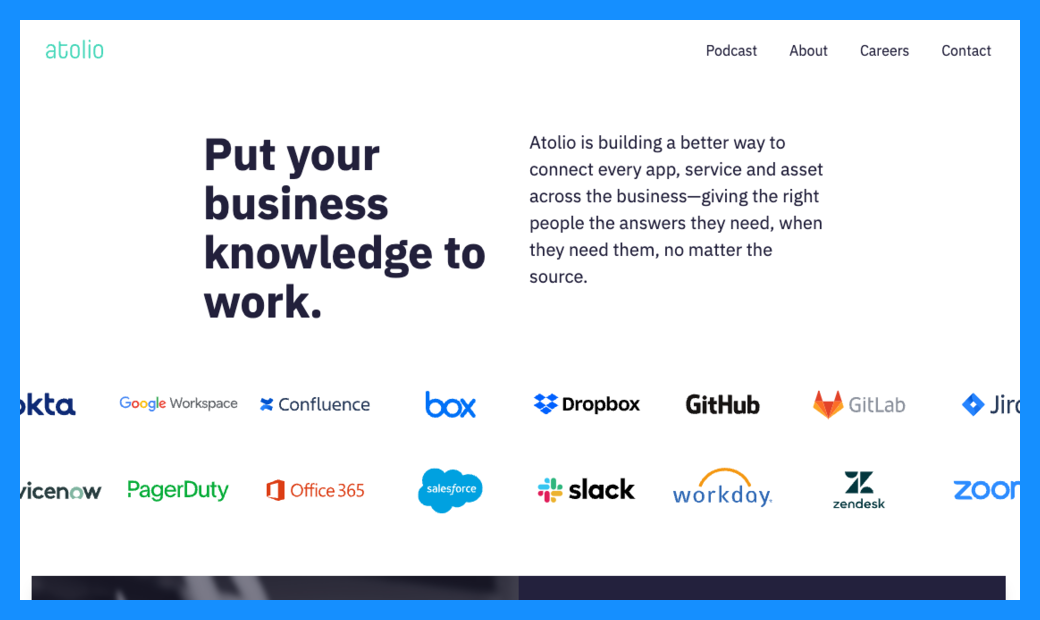 atolio
Podcast About Careers Contact
Put your
business
knowledge to
work.
Atolio is building a better way to
connect every app, service and asset
across the business—giving the right
people the answers they need, when
they need them, no matter the
source.
okta Google Workspace Confluence box Dropbox GitHub GitLab Jira
vicenow PagerDuty Office 365 salesforce slack workday. zendesk zoom